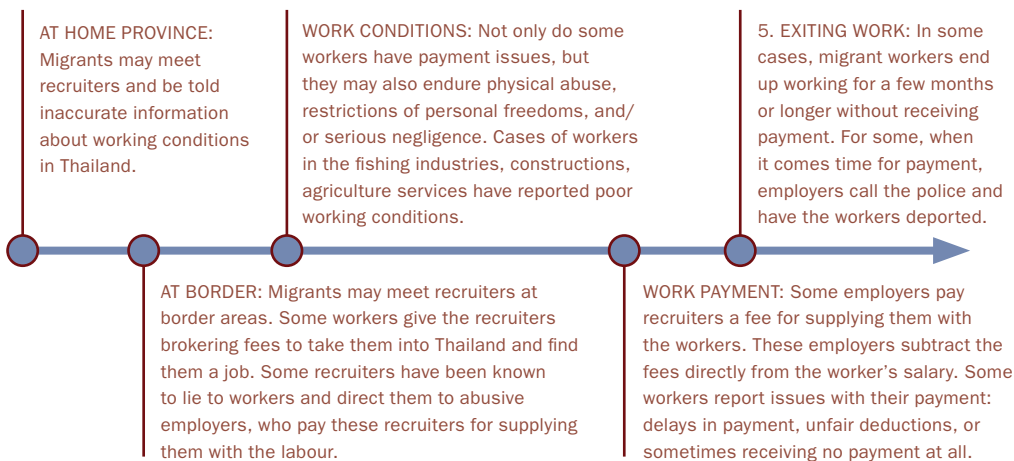 AT HOME PROVINCE:
Migrants may meet
recruiters and be told
inaccurate information
about working conditions
in Thailand.
AT BORDER: Migrants may meet recruiters at
border areas. Some workers give the recruiters
brokering fees to take them into Thailand and find
them a job. Some recruiters have been known
to lie to workers and direct them to abusive
employers, who pay these recruiters for supplying
them with the labour.
WORK CONDITIONS: Not only do some
workers have payment issues, but
they may also endure physical abuse,
restrictions of personal freedoms, and/
or serious negligence. Cases of workers
in the fishing industries, constructions,
agriculture services have reported poor
working conditions.
WORK PAYMENT: Some employers pay
recruiters a fee for supplying them with
the workers. These employers subtract the
fees directly from the worker's salary. Some
workers report issues with their payment:
delays in payment, unfair deductions, or
sometimes receiving no payment at all.
5. EXITING WORK: In some
cases, migrant workers end
up working for a few months
or longer without receiving
payment. For some, when
it comes time for payment,
employers call the police and
have the workers deported.